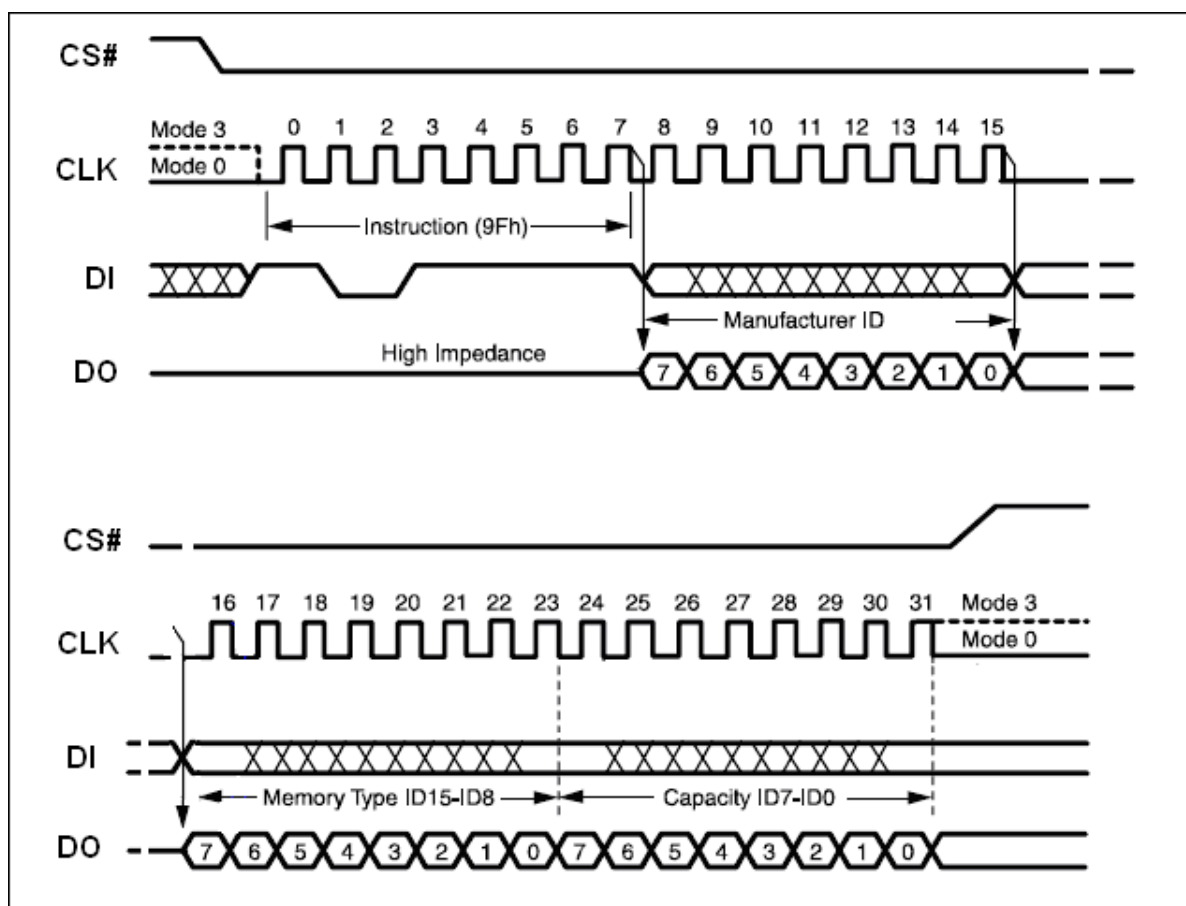 CS#
0 1 2 3 4 5 6 7 8 9 10 11 12 13 14 15
Mode 3
CLK Mode 0
Instruction (9Fh)
DI
Manufacturer ID
High Impedance
DO 7 6 5 4 3 2 1 0
CS#
16 17 18 19 20 21 22 23 24 25 26 27 28 29 30 31 Mode 3
CLK Mode 0
DI
Memory Type ID15-ID8 Capacity ID7-ID0
DO 7 6 5 4 3 2 1 0 7 6 5 4 3 2 1 0